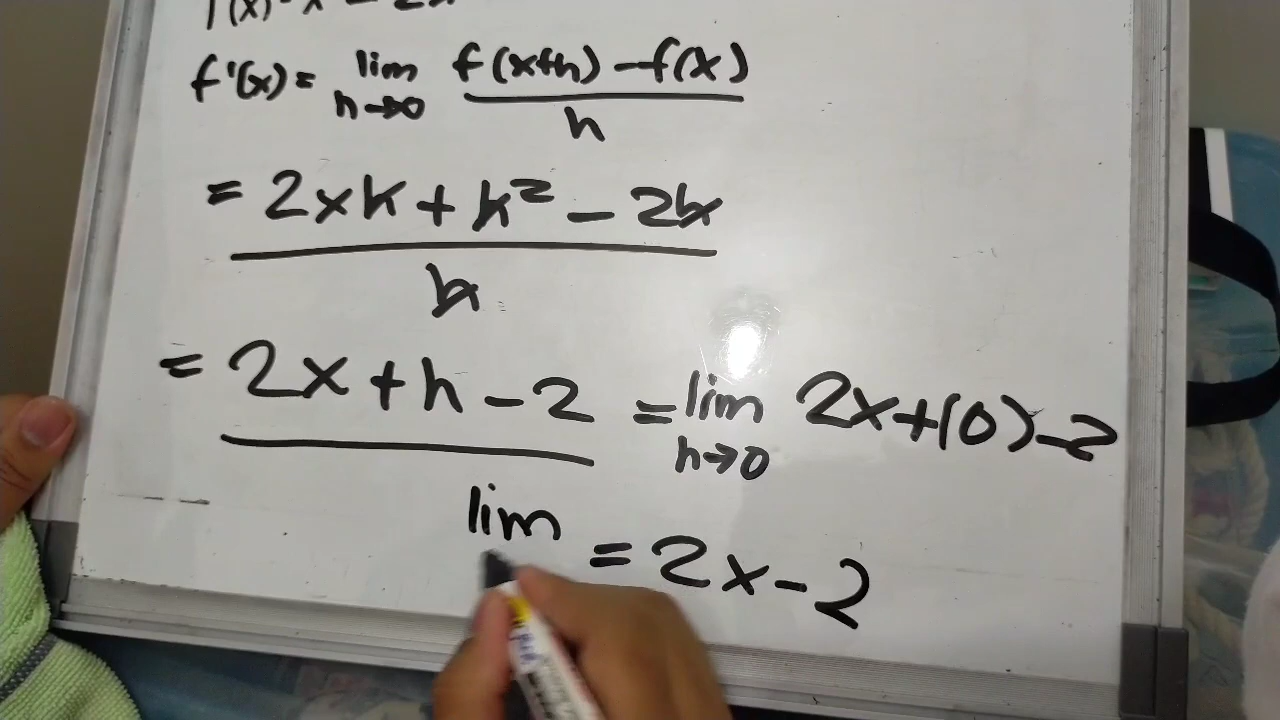 f'(x) = lim h→0 f(x+h) - f(x) / h
= 2xh + h² - 2h / h
= 2x + h - 2 = lim h→0 2x + (0) - 2
lim = 2x - 2